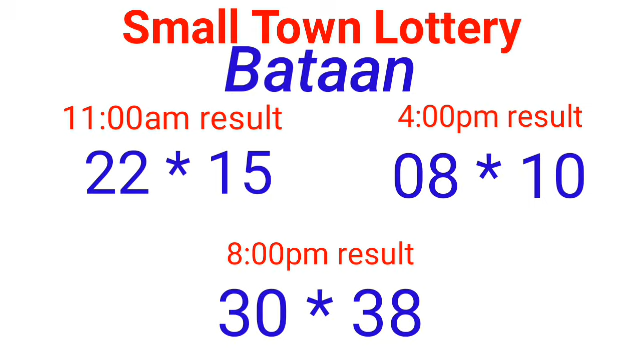 Small Town Lottery
Bataan
11:00am result
22 * 15
4:00pm result
08 * 10
8:00pm result
30 * 38